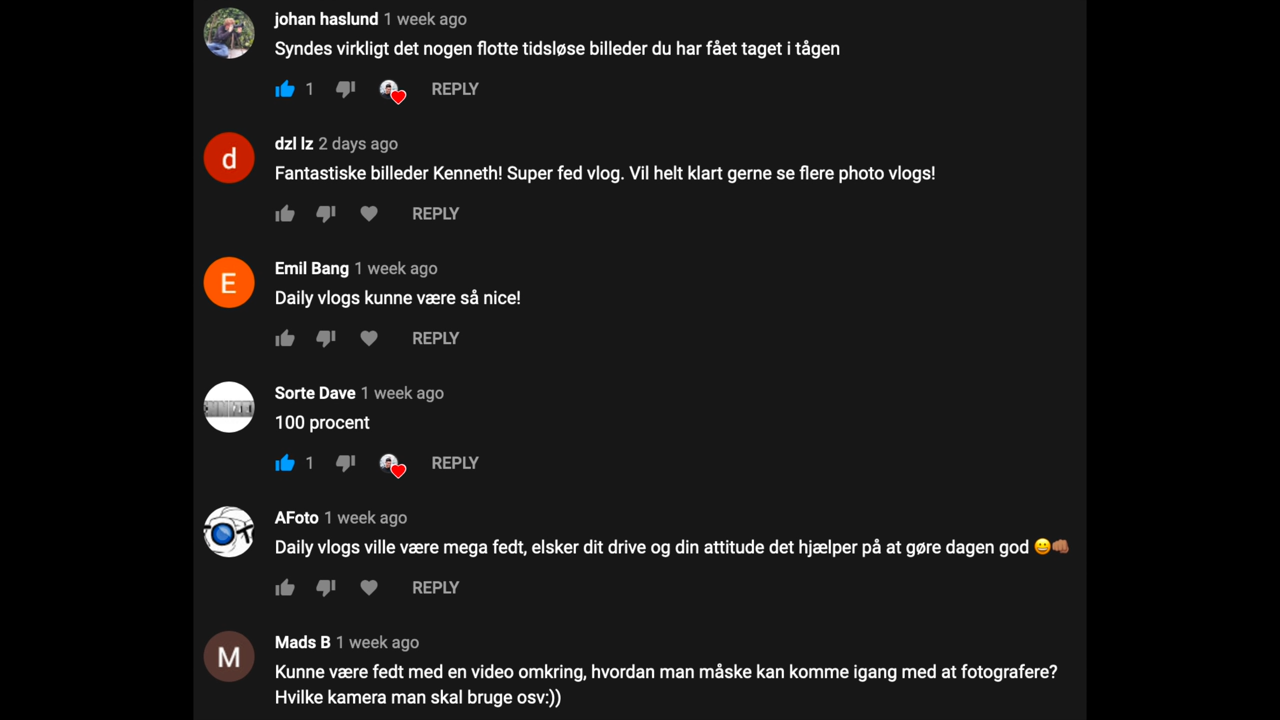 johan haslund 1 week ago
Syndes virkligt det nogen flotte tidsløse billeder du har fået taget i tågen
1 REPLY
d
dzl lz 2 days ago
Fantastiske billeder Kenneth! Super fed vlog. Vil helt klart gerne se flere photo vlogs!
REPLY
E
Emil Bang 1 week ago
Daily vlogs kunne være så nice!
REPLY
Sorte Dave 1 week ago
100 procent
1 REPLY
AFoto 1 week ago
Daily vlogs ville være mega fedt, elsker dit drive og din attitude det hjælper på at gøre dagen god 😀👊🏽
REPLY
M
Mads B 1 week ago
Kunne være fedt med en video omkring, hvordan man måske kan komme igang med at fotografere?
Hvilke kamera man skal bruge osv:))